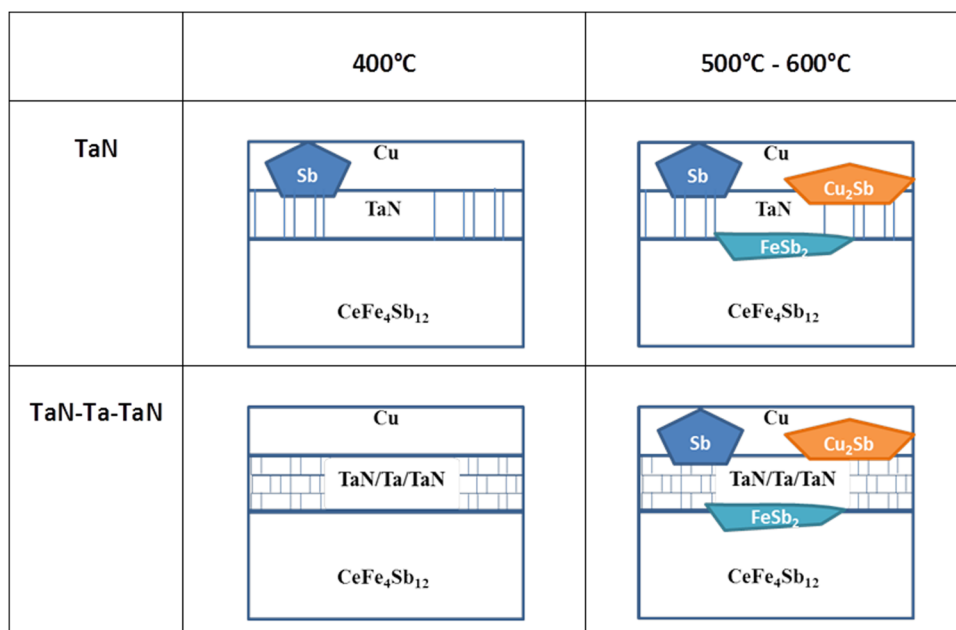 400°C
500°C - 600°C
TaN
Cu
Sb
TaN
CeFe₄Sb₁₂
Cu
Sb
Cu₂Sb
TaN
FeSb₂
CeFe₄Sb₁₂
TaN-Ta-TaN
Cu
TaN/Ta/TaN
CeFe₄Sb₁₂
Cu
Sb
Cu₂Sb
TaN/Ta/TaN
FeSb₂
CeFe₄Sb₁₂